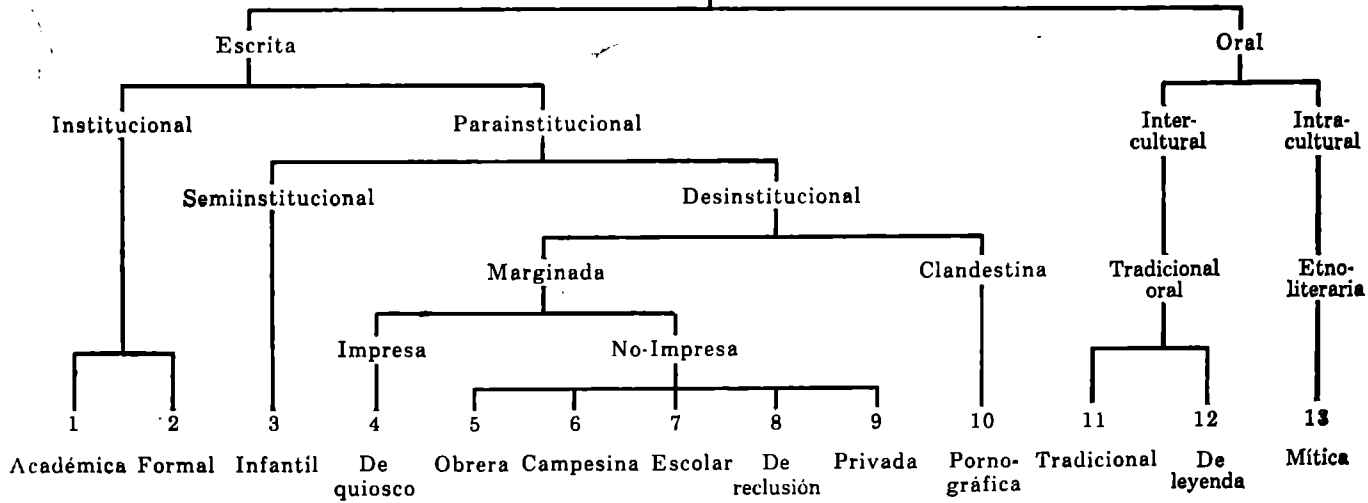 Escrita Oral
Institucional Parainstitucional Inter-
cultural Intra-
cultural
Semiinstitucional Desinstitucional
Marginada Clandestina Tradicional
oral Etno-
literaria
Impresa No-Impresa
1 2 3 4 5 6 7 8 9 10 11 12 13
Académica Formal Infantíl De
quiosco Obrera Campesina Escolar De
reclusión Privada Porno-
gráfica Tradicional De
leyenda Mítica